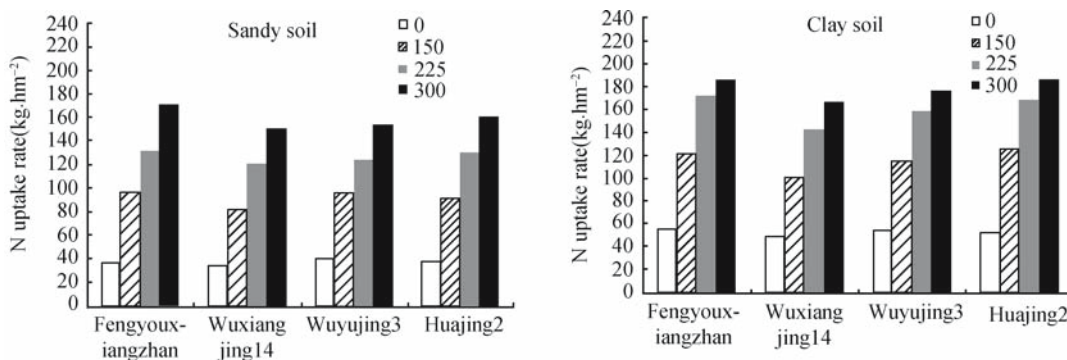 N uptake rate(kg·hm⁻²)
240
220
200
180
160
140
120
100
80
60
40
20
0
Sandy soil
0
150
225
300
Fengyoux-
iangzhan
Wuxiang
jing14
Wuyujing3
Huajing2
N uptake rate(kg·hm⁻²)
240
220
200
180
160
140
120
100
80
60
40
20
0
Clay soil
0
150
225
300
Fengyoux-
iangzhan
Wuxiang
jing14
Wuyujing3
Huajing2